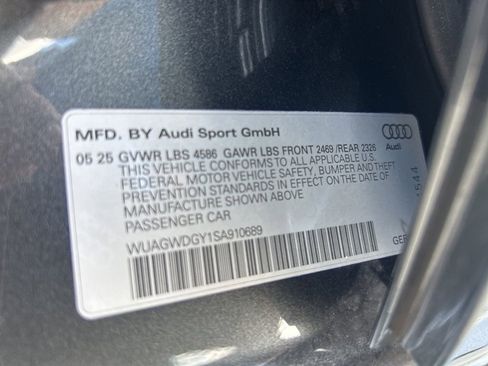 MFD. BY Audi Sport GmbH
Audi
05 25 GVWR LBS 4586 GAWR LBS FRONT 2469 /REAR 2326
THIS VEHICLE CONFORMS TO ALL APPLICABLE U.S.
FEDERAL MOTOR VEHICLE SAFETY, BUMPER AND THEFT
PREVENTION STANDARDS IN EFFECT ON THE DATE OF
MANUFACTURE SHOWN ABOVE.
PASSENGER CAR
WUAGWDGY1SA910689
1544